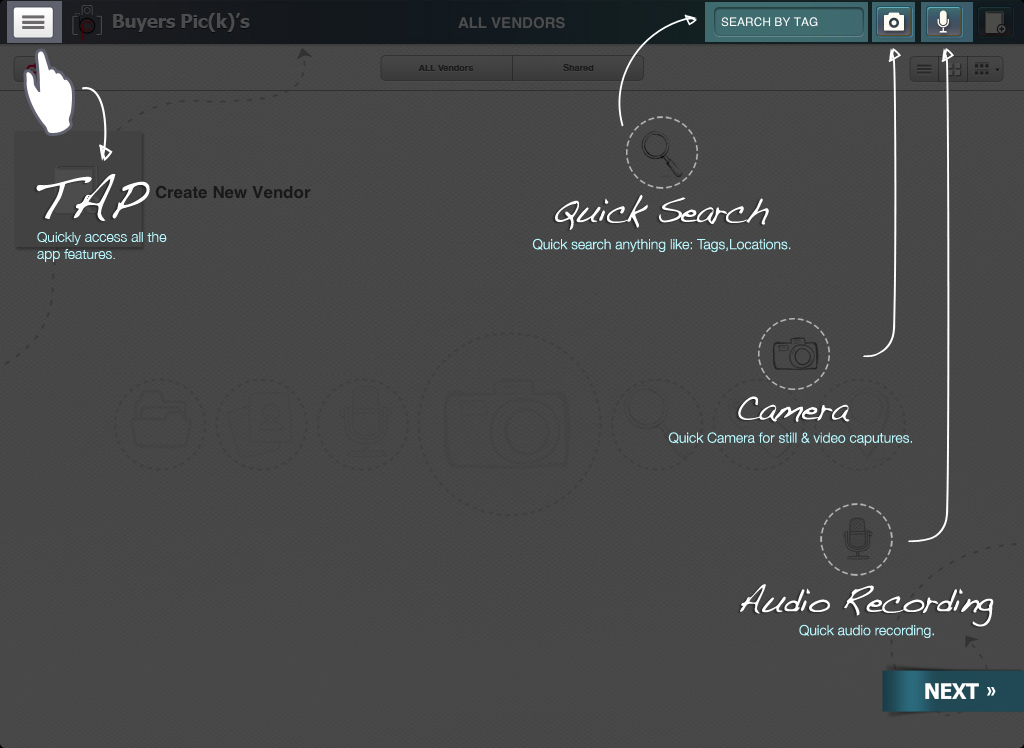 Buyers Pic(k)'s
ALL VENDORS
SEARCH BY TAG
ALL Vendors
Shared
TAP
Create New Vendor
Quickly access all the
app features.
Quick Search
Quick search anything like: Tags,Locations.
Camera
Quick Camera for still & video caputures.
Audio Recording
Quick audio recording.
NEXT »